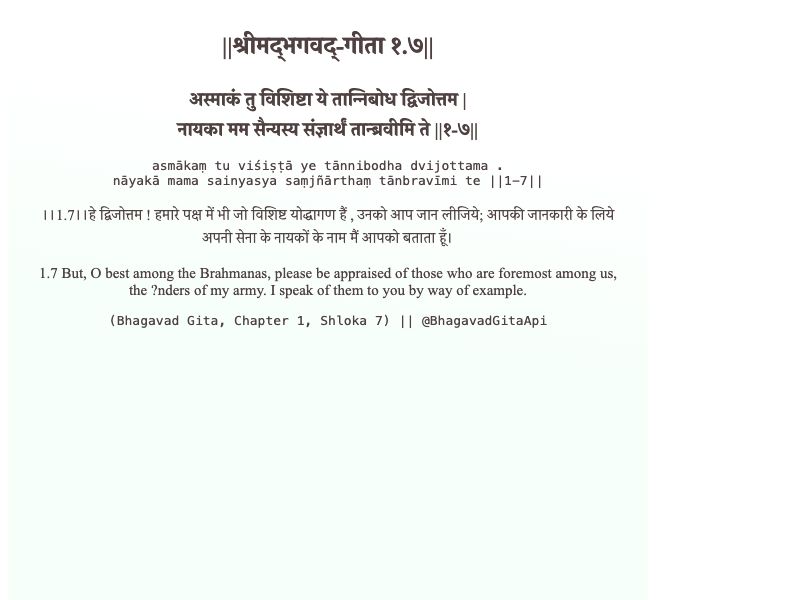 ||श्रीमद्‍भगवद्‍-गीता १.७||
अस्माकं तु विशिष्टा ये तान्निबोध द्विजोत्तम |
नायका मम सैन्यस्य संज्ञार्थं तान्ब्रवीमि ते ||१-७||
asmākaṃ tu viśiṣṭā ye tānnibodha dvijottama .
nāyakā mama sainyasya saṃjñārthaṃ tānbravīmi te ||1-7||
।।1.7।।हे द्विजोत्तम ! हमारे पक्ष में भी जो विशिष्ट योद्धागण हैं , उनको आप जान लीजिये; आपकी जानकारी के लिये
अपनी सेना के नायकों के नाम मैं आपको बताता हूँ।
1.7 But, O best among the Brahmanas, please be appraised of those who are foremost among us,
the ?nders of my army. I speak of them to you by way of example.
(Bhagavad Gita, Chapter 1, Shloka 7) || @BhagavadGitaApi